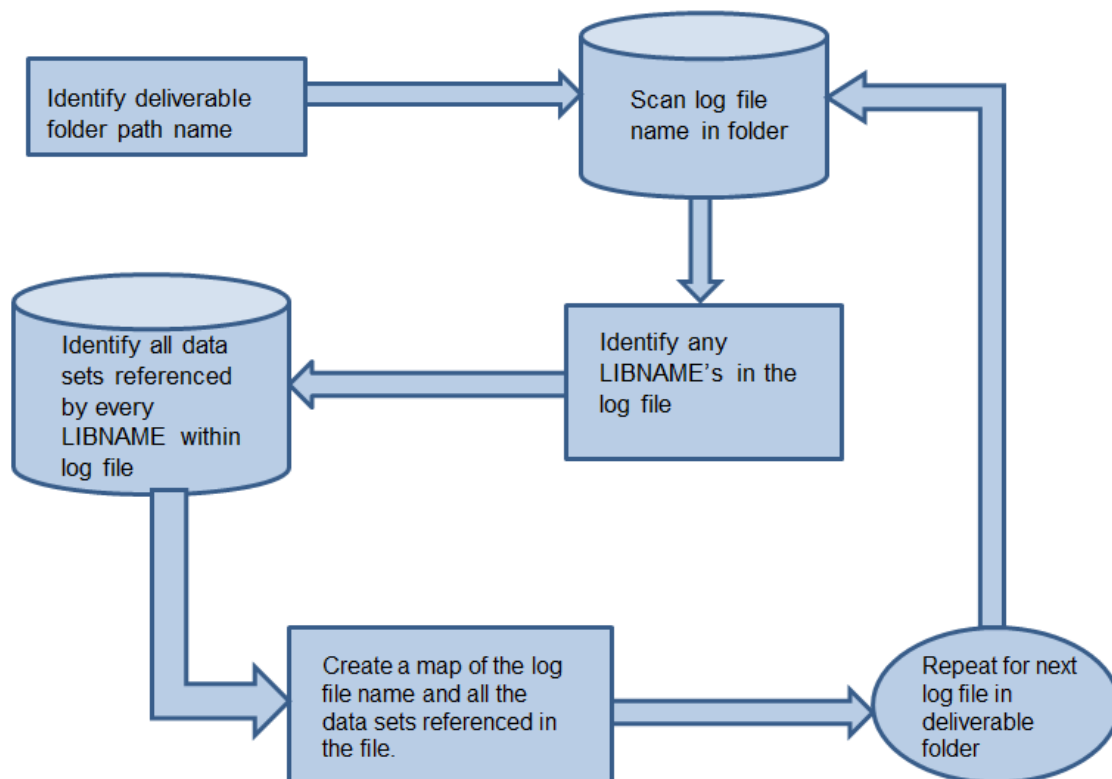 Identify deliverable
folder path name
Scan log file
name in folder
Identify any
LIBNAME's in the
log file
Identify all data
sets referenced
by every
LIBNAME within
log file
Create a map of the log
file name and all the
data sets referenced in
the file.
Repeat for next
log file in
deliverable
folder